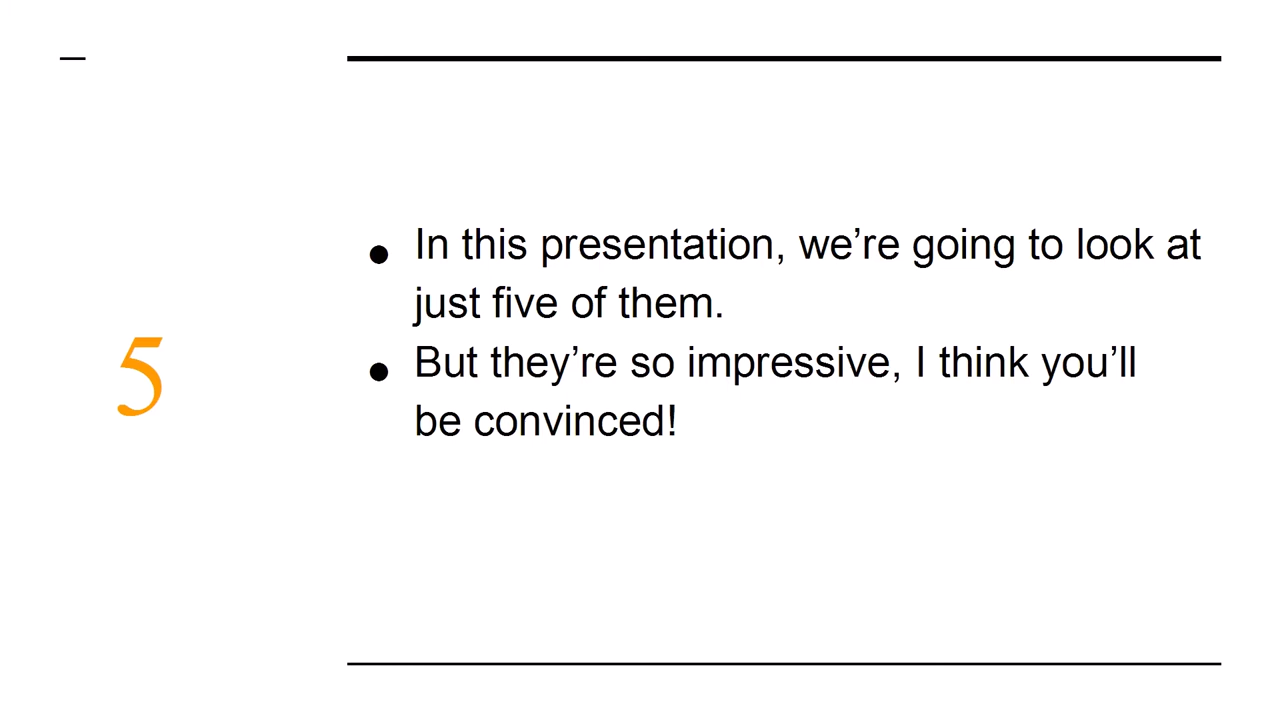 5
● In this presentation, we’re going to look at
just five of them.
● But they’re so impressive, I think you’ll
be convinced!